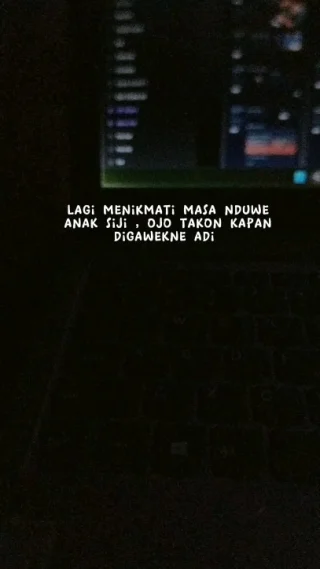 LAGI MENIKMATI MASA NDUWE
ANAK SIJI , OJO TAKON KAPAN
DIGAWEKNE ADI